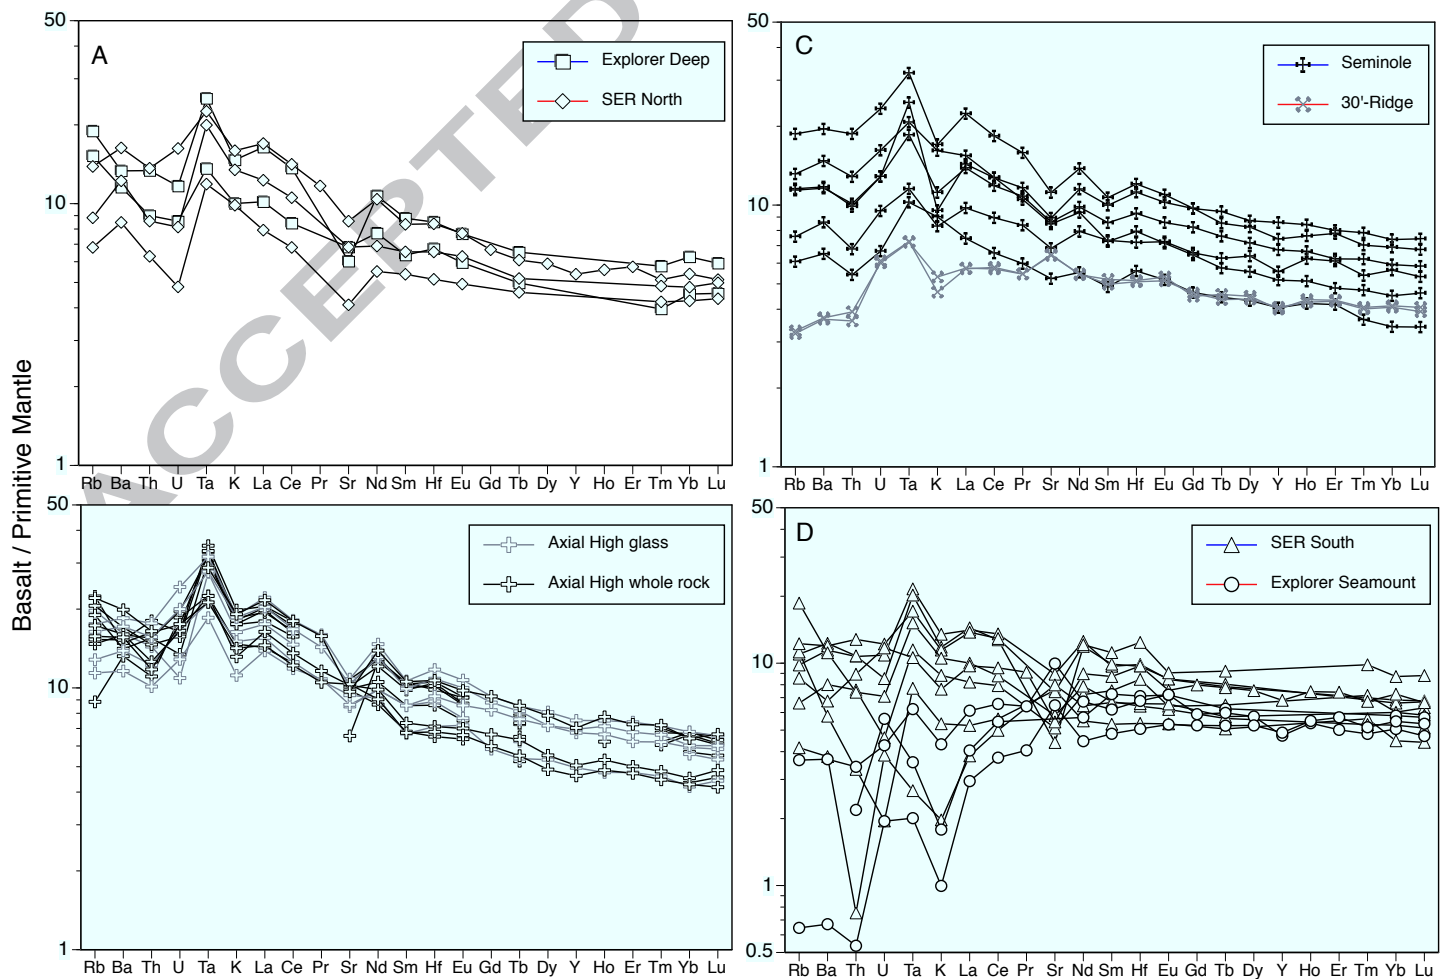 50
A
Explorer Deep
SER North
10
1
Rb Ba Th U Ta K La Ce Pr Sr Nd Sm Hf Eu Gd Tb Dy Y Ho Er Tm Yb Lu
50
C
Seminole
30'-Ridge
10
1
Rb Ba Th U Ta K La Ce Pr Sr Nd Sm Hf Eu Gd Tb Dy Y Ho Er Tm Yb Lu
Basalt / Primitive Mantle
ACCEPTED
50
Axial High glass
Axial High whole rock
10
1
Rb Ba Th U Ta K La Ce Pr Sr Nd Sm Hf Eu Gd Tb Dy Y Ho Er Tm Yb Lu
50
D
SER South
Explorer Seamount
10
1
0.5
Rb Ba Th U Ta K La Ce Pr Sr Nd Sm Hf Eu Gd Tb Dy Y Ho Er Tm Yb Lu